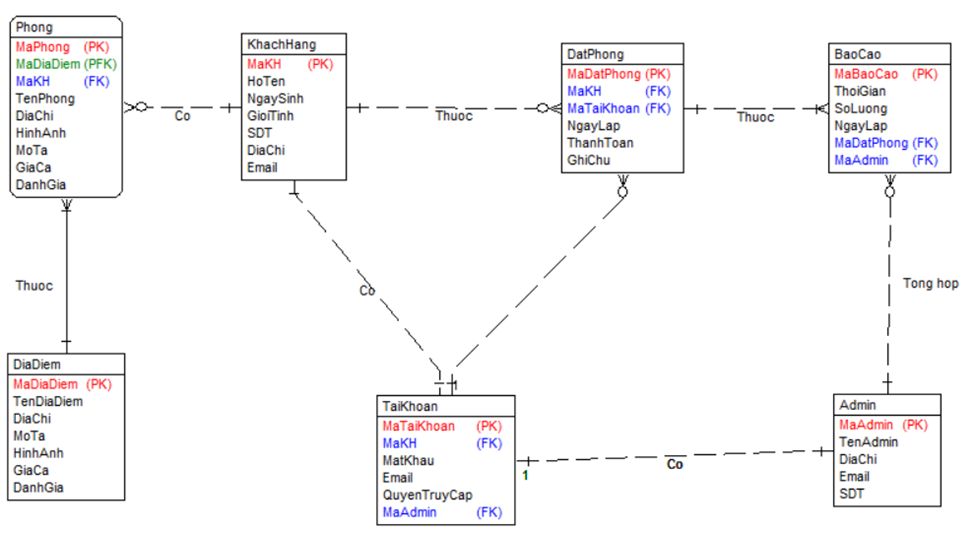 Phong
MaPhong (PK)
MaDiaDiem (PFK)
MaKH (FK)
TenPhong
DiaChi
HinhAnh
MoTa
GiaCa
DanhGia
Co
KhachHang
MaKH (PK)
HoTen
NgaySinh
GioiTinh
SDT
DiaChi
Email
Thuoc
DatPhong
MaDatPhong (PK)
MaKH (FK)
MaTaiKhoan (FK)
NgayLap
ThanhToan
GhiChu
Thuoc
BaoCao
MaBaoCao (PK)
ThoiGian
SoLuong
NgayLap
MaDatPhong (FK)
MaAdmin (FK)
Thuoc
Co
Tong hop
DiaDiem
MaDiaDiem (PK)
TenDiaDiem
DiaChi
MoTa
HinhAnh
GiaCa
DanhGia
1
TaiKhoan
MaTaiKhoan (PK)
MaKH (FK)
MatKhau
Email
QuyenTruyCap
MaAdmin (FK)
1
Co
Admin
MaAdmin (PK)
TenAdmin
DiaChi
Email
SDT